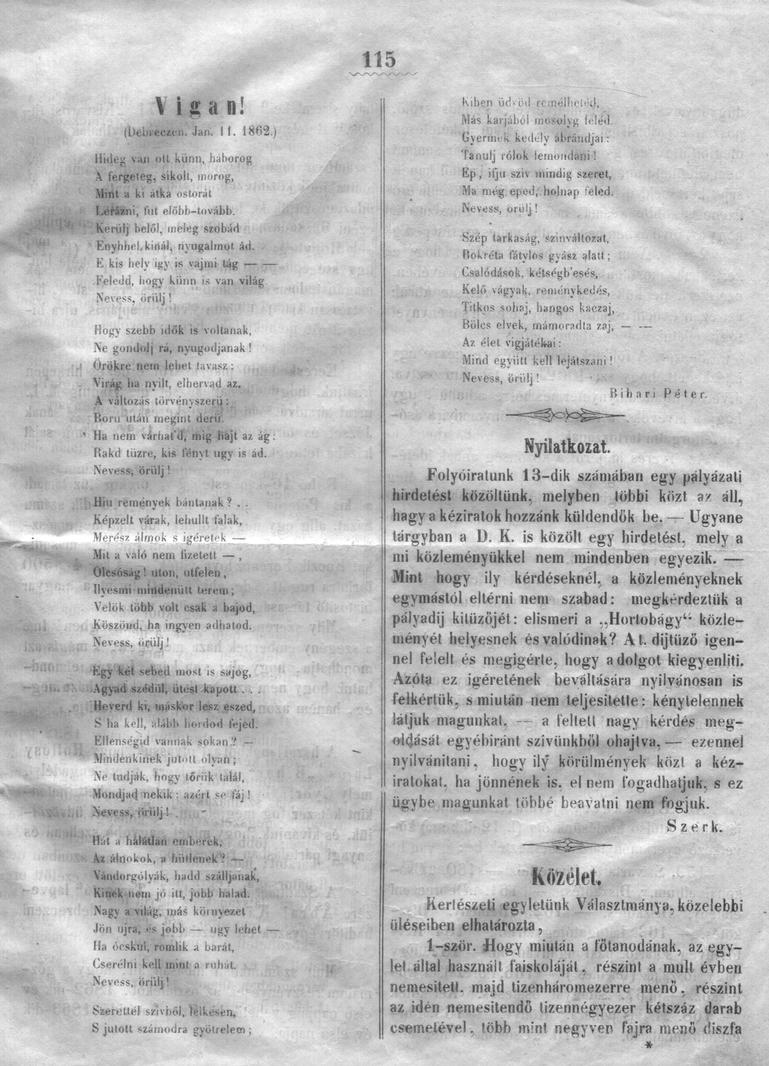 115
Vigan!
(Debreczen. Jan. 11. 1862.)
Hideg van ott künn, háborog
A fergeteg, sikolt, morog,
Mint a ki átka ostorát
Lerázni, fut előbb-tovább.
Kerülj belől, meleg szobád
Enyhhel kinál, nyugalmot ád.
E kis hely igy is vajmi tág — —
Feledd, hogy künn is van világ
Nevess, örülj!
Hogy szebb idők is voltanak,
Ne gondolj rá, nyugodjanak!
Örökre nem lehet tavasz:
Virág ha nyilt, elhervad az.
A változás törvényszerü:
Boru után megint derü.
Ha nem várhat'd, mig hajt az ág:
Rakd tüzre, kis fényt ugy is ád.
Nevess, örülj!
Hiu remények bántanak? . .
Képzelt várak, lehullt falak,
Merész álmok s igéretek —
Mit a való nem fizetett —,
Olcsóság! uton, utfelen,
Ilyesmi mindenütt terem;
Velök több volt csak a bajod,
Köszönd, ha ingyen adhatod.
Nevess, örülj!
Egy két sebed most is sajog,
Agyad szédül, ütést kapott . . .
Heverd ki, máskor lesz eszed,
S ha kell, alább hordod fejed.
Ellenségid vannak sokan? —
Mindenkinek jutott olyan;
Ne tudják, hogy tőrük talál,
Mondjad nekik: azért se fáj!
Nevess, örülj!
Hát a hálátlan emberek,
Az álnokok, a hütlenek? —
Vándorgólyák, hadd szálljanak,
Kinek nem jó itt, jobb halad.
Nagy a világ, más környezet
Jön ujra, és jobb — ugy lehet —
Ha ócskul, romlik a barát,
Cserélni kell mint a ruhát.
Nevess, örülj!
Szerettél szivből, lelkesen,
S jutott számodra gyötrelem;
Kiben üdvöd remélheted,
Más karjából mosolyg feléd.
Gyermek kedély ábrándjai:
Tanulj rólok lemondani!
Ep, ifju sziv mindig szeret,
Ma még eped, holnap feled.
Nevess, örülj!
Szép tarkaság, szinváltozat,
Bokréta fátylos gyász alatt;
Csalódások, kétségb'esés,
Kelő vágyak, reménykedés,
Titkos sohaj, hangos kaczaj,
Bölcs elvek, mámoradta zaj, — —
Az élet vigjátékai:
Mind együtt kell lejátszani!
Nevess, örülj!
Bihari Péter.
Nyilatkozat.
Folyóiratunk 13-dik számában egy pályázati
hirdetést közöltünk, melyben többi közt az áll,
hagy a kéziratok hozzánk küldendők be. — Ugyane
tárgyban a D. K. is közölt egy hirdetést, mely a
mi közleményükkel nem mindenben egyezik. —
Mint hogy ily kérdéseknél, a közleményeknek
egymástól eltérni nem szabad: megkérdeztük a
pályadij kitüzőjét: elismeri a „Hortobágy“ közle-
ményét helyesnek és valódinak? A t. dijtüző igen-
nel felelt és megigérte, hogy a dolgot kiegyenliti.
Azóta ez igéretének beváltására nyilvánosan is
felkértük, s miután nem teljesitette: kénytelennek
látjuk magunkat, — a feltett nagy kérdés meg-
oldását egyébiránt szivünkből ohajtva, — ezennel
nyilvánitani, hogy ily körülmények közt a kéz-
iratokat, ha jönnének is, el nem fogadhatjuk, s ez
ügybe magunkat többé beavatni nem fogjuk.
Szerk.
Közélet.
Kertészeti egyletünk Választmánya, közelebbi
üléseiben elhatározta,
1-ször. Hogy miután a főtanodának, az egy-
let által használt faiskoláját, részint a mult évben
nemesitett, majd tizenháromezerre menő, részint
az idén nemesitendő tizennégyezer kétszáz darab
csemetével, több mint negyven fajra menő diszfa
*